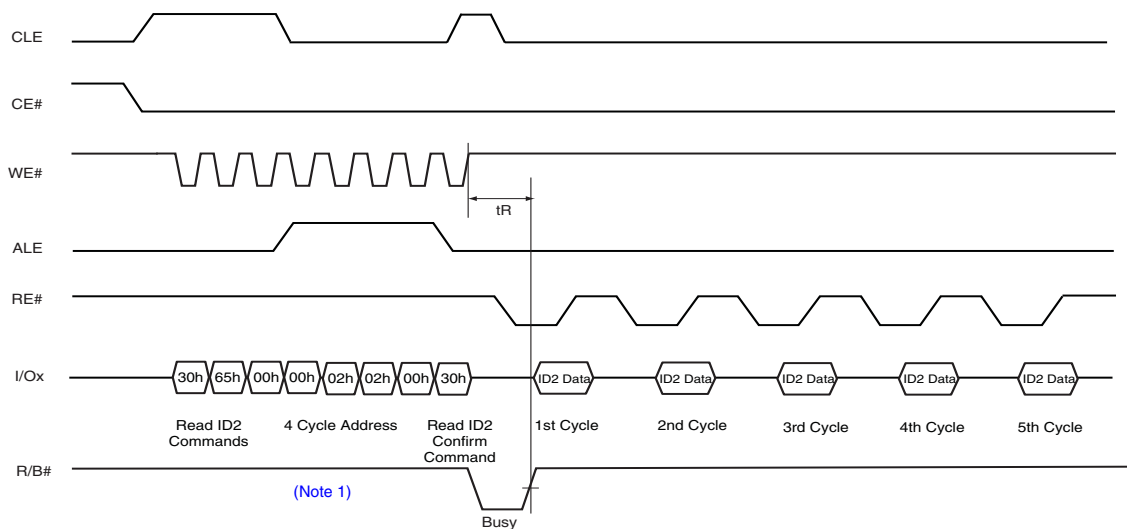 CLE
CE#
WE#
tR
ALE
RE#
I/Ox 30h 65h 00h 00h 02h 02h 00h 30h ID2 Data ID2 Data ID2 Data ID2 Data ID2 Data
Read ID2 Commands
4 Cycle Address
Read ID2 Confirm Command
1st Cycle
2nd Cycle
3rd Cycle
4th Cycle
5th Cycle
R/B#
(Note 1)
Busy